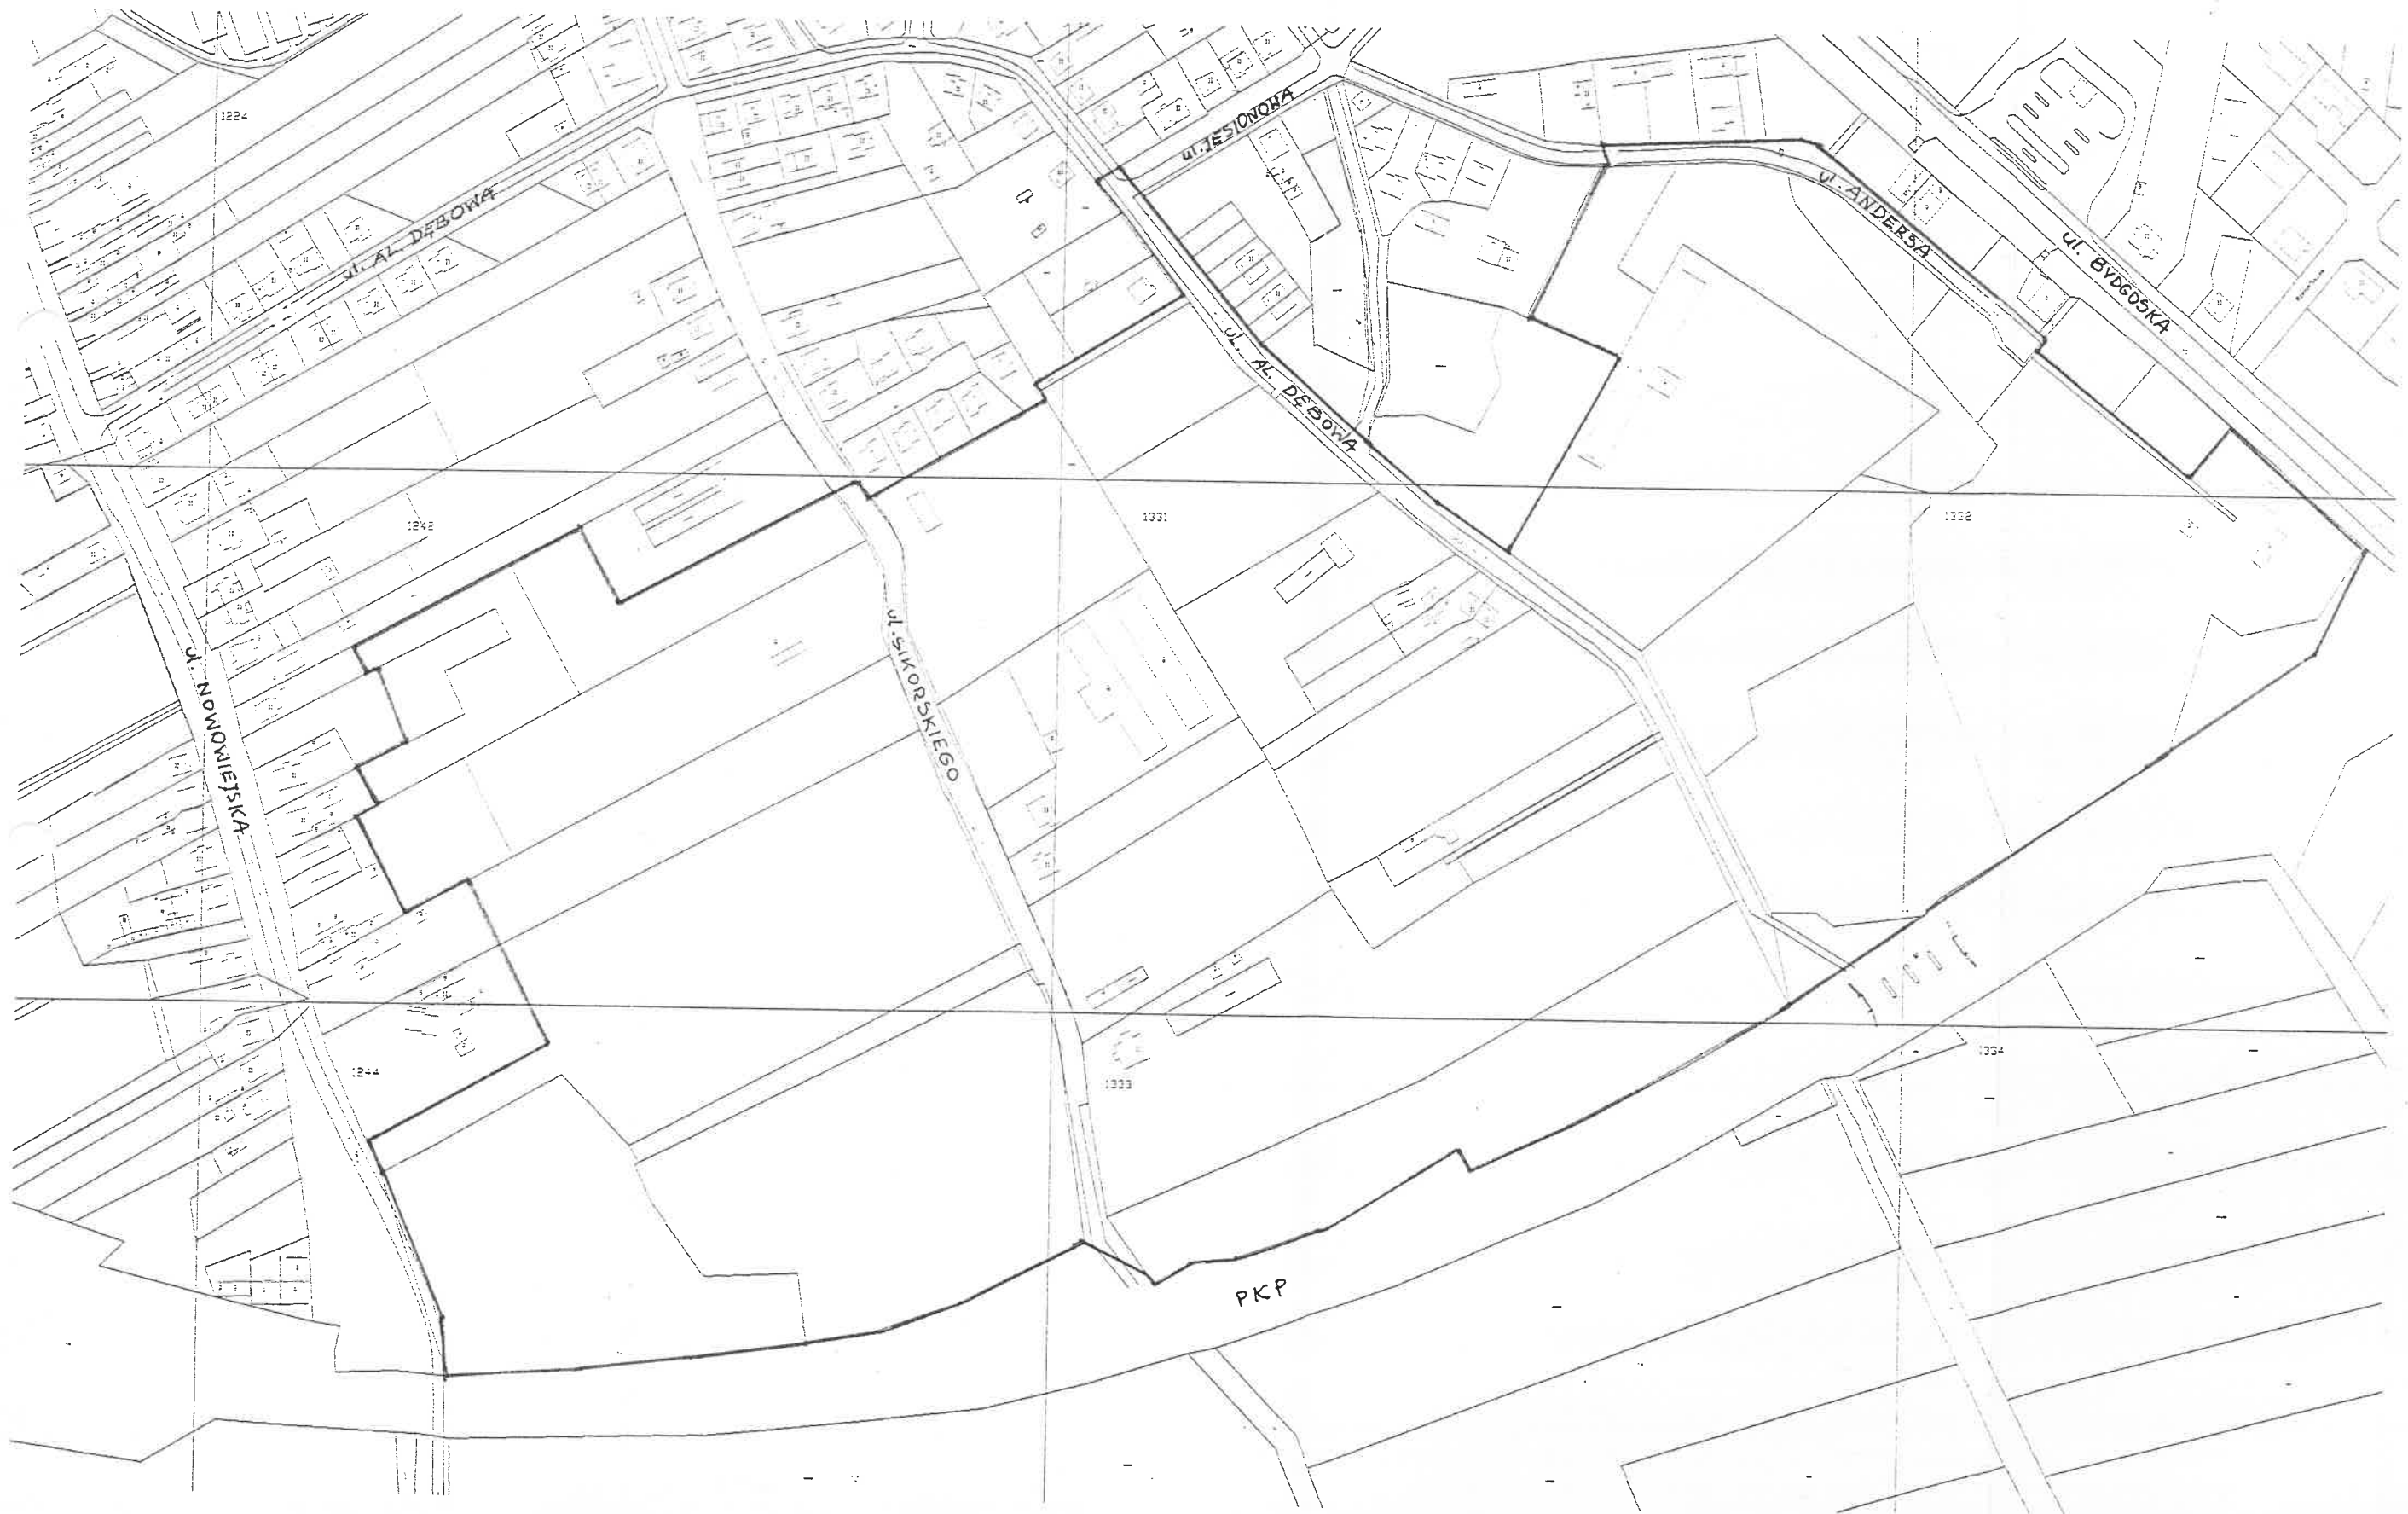 1224
ul. JESIONOWA
ul. AL. DĘBOWA
ul. ANDERSA
ul. BYDGOSKA
ul. AL. DĘBOWA
1242
1331
1332
ul. SIKORSKIEGO
ul. NOWOWIEJSKA
1244
1333
1334
PKP